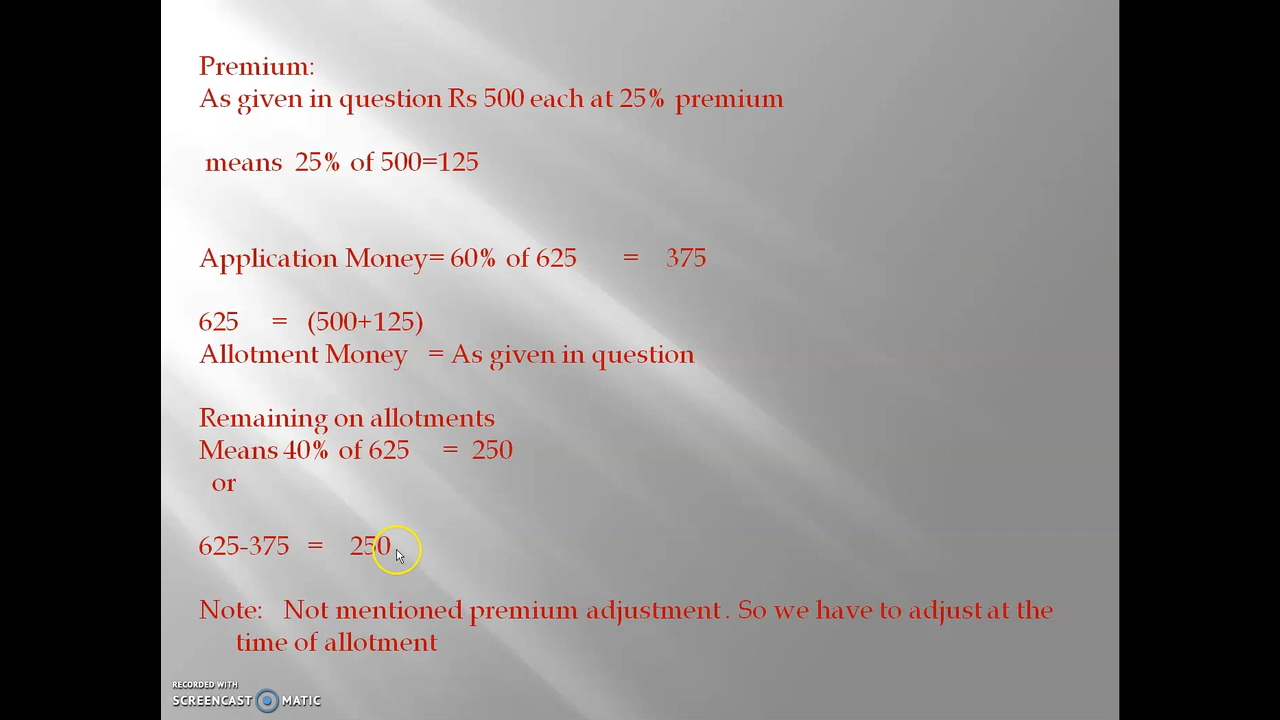 Premium:
As given in question Rs 500 each at 25% premium
means 25% of 500=125
Application Money= 60% of 625 = 375
625 = (500+125)
Allotment Money = As given in question
Remaining on allotments
Means 40% of 625 = 250
or
625-375 = 250
Note: Not mentioned premium adjustment . So we have to adjust at the
time of allotment
RECORDED WITH
SCREENCAST MATIC